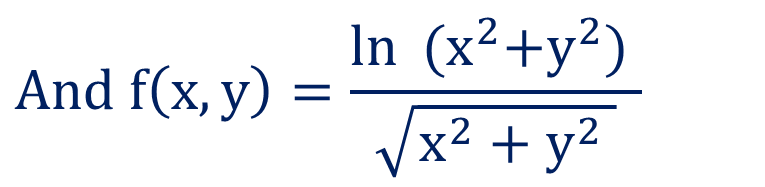 And f(x, y) = ln (x²+y²) / √(x² + y²)